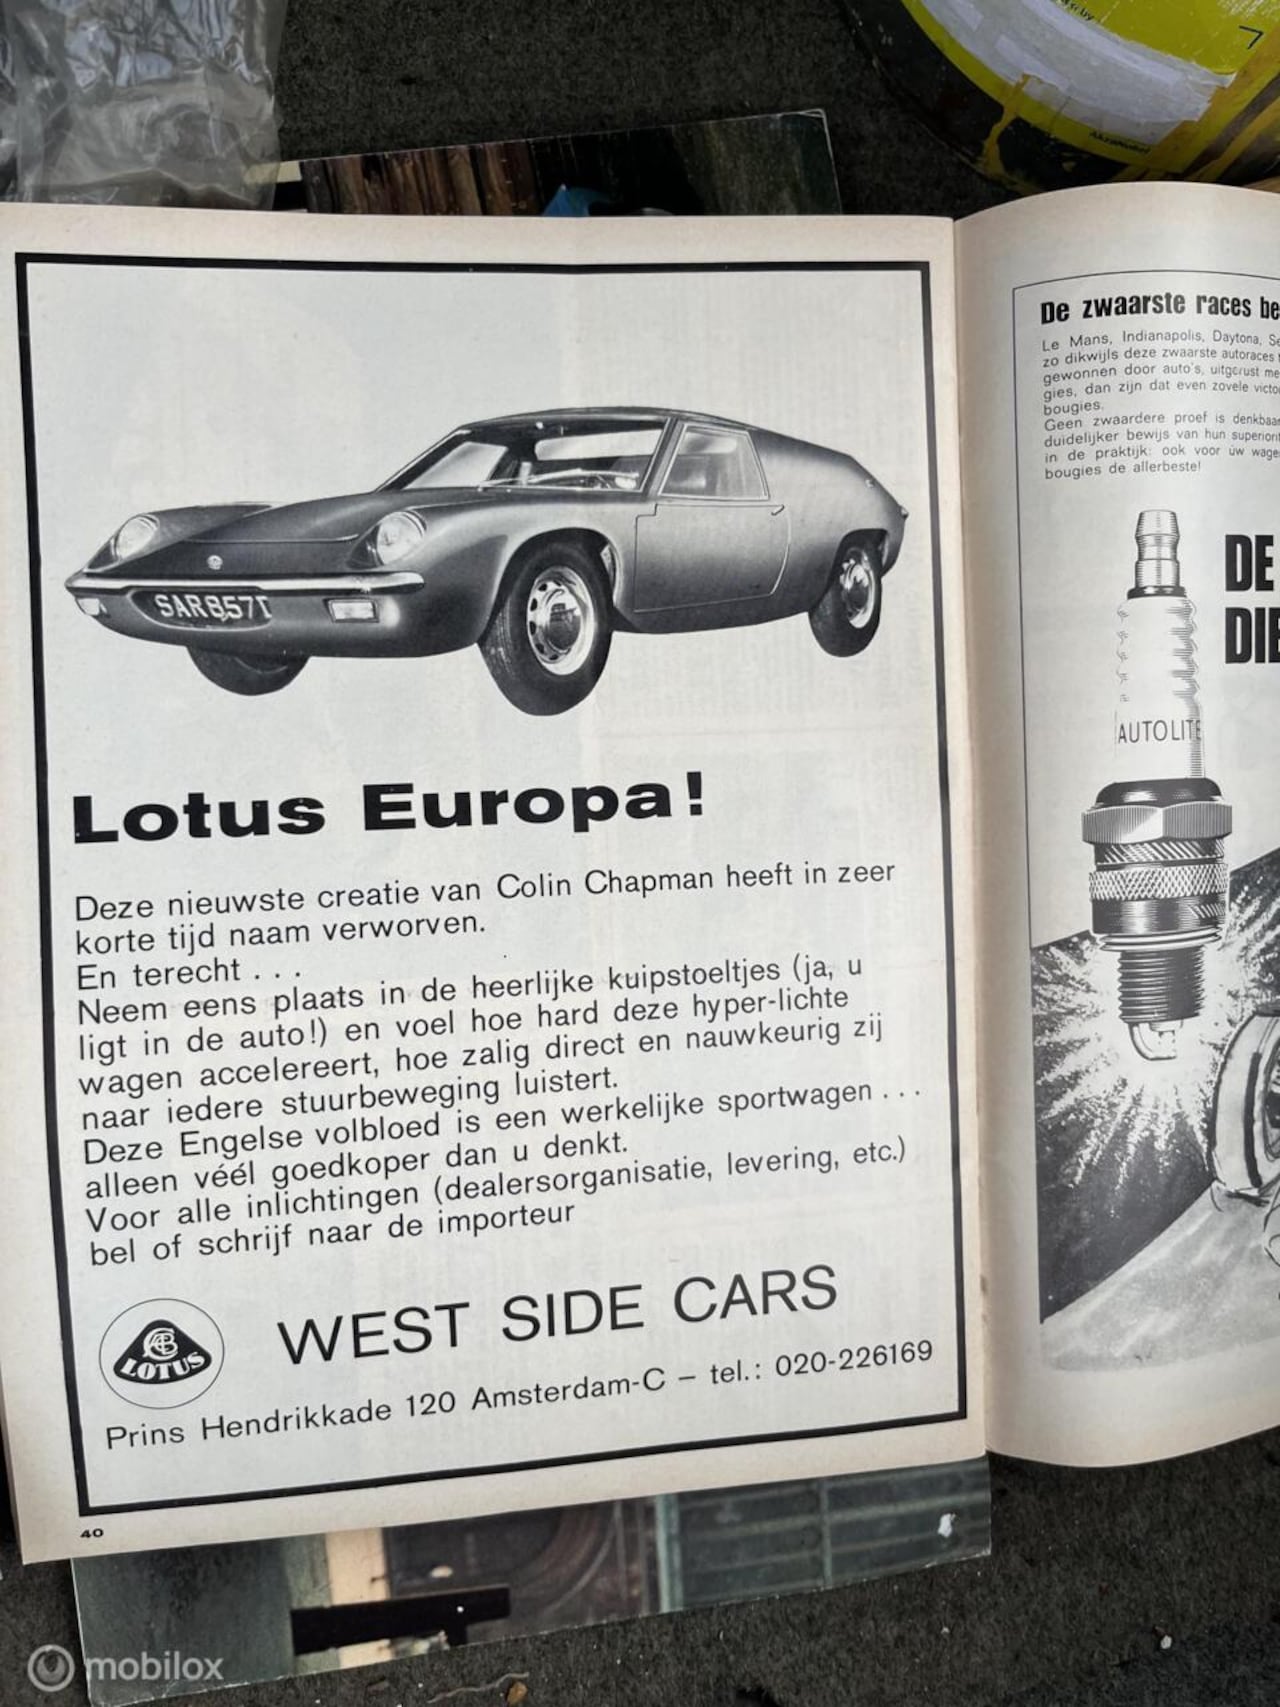 AkzoNobel
SAR857
Lotus Europa!
Deze nieuwste creatie van Colin Chapman heeft in zeer
korte tijd naam verworven.
En terecht . . .
Neem eens plaats in de heerlijke kuipstoeltjes (ja, u
ligt in de auto!) en voel hoe hard deze hyper-lichte
wagen accelereert, hoe zalig direct en nauwkeurig zij
naar iedere stuurbeweging luistert.
Deze Engelse volbloed is een werkelijke sportwagen . . .
alleen véél goedkoper dan u denkt.
Voor alle inlichtingen (dealersorganisatie, levering, etc.)
bel of schrijf naar de importeur
LOTUS
WEST SIDE CARS
Prins Hendrikkade 120 Amsterdam-C – tel.: 020-226169
40
De zwaarste races be
Le Mans, Indianapolis, Daytona, Se
zo dikwijls deze zwaarste autoraces
gewonnen door auto's, uitgerust me
gies, dan zijn dat even zovele victo
bougies.
Geen zwaardere proef is denkbaar
duidelijker bewijs van hun superiori
in de praktijk: ook voor úw wage
bougies de allerbeste!
DE
DIE
AUTOLITE
mobilox